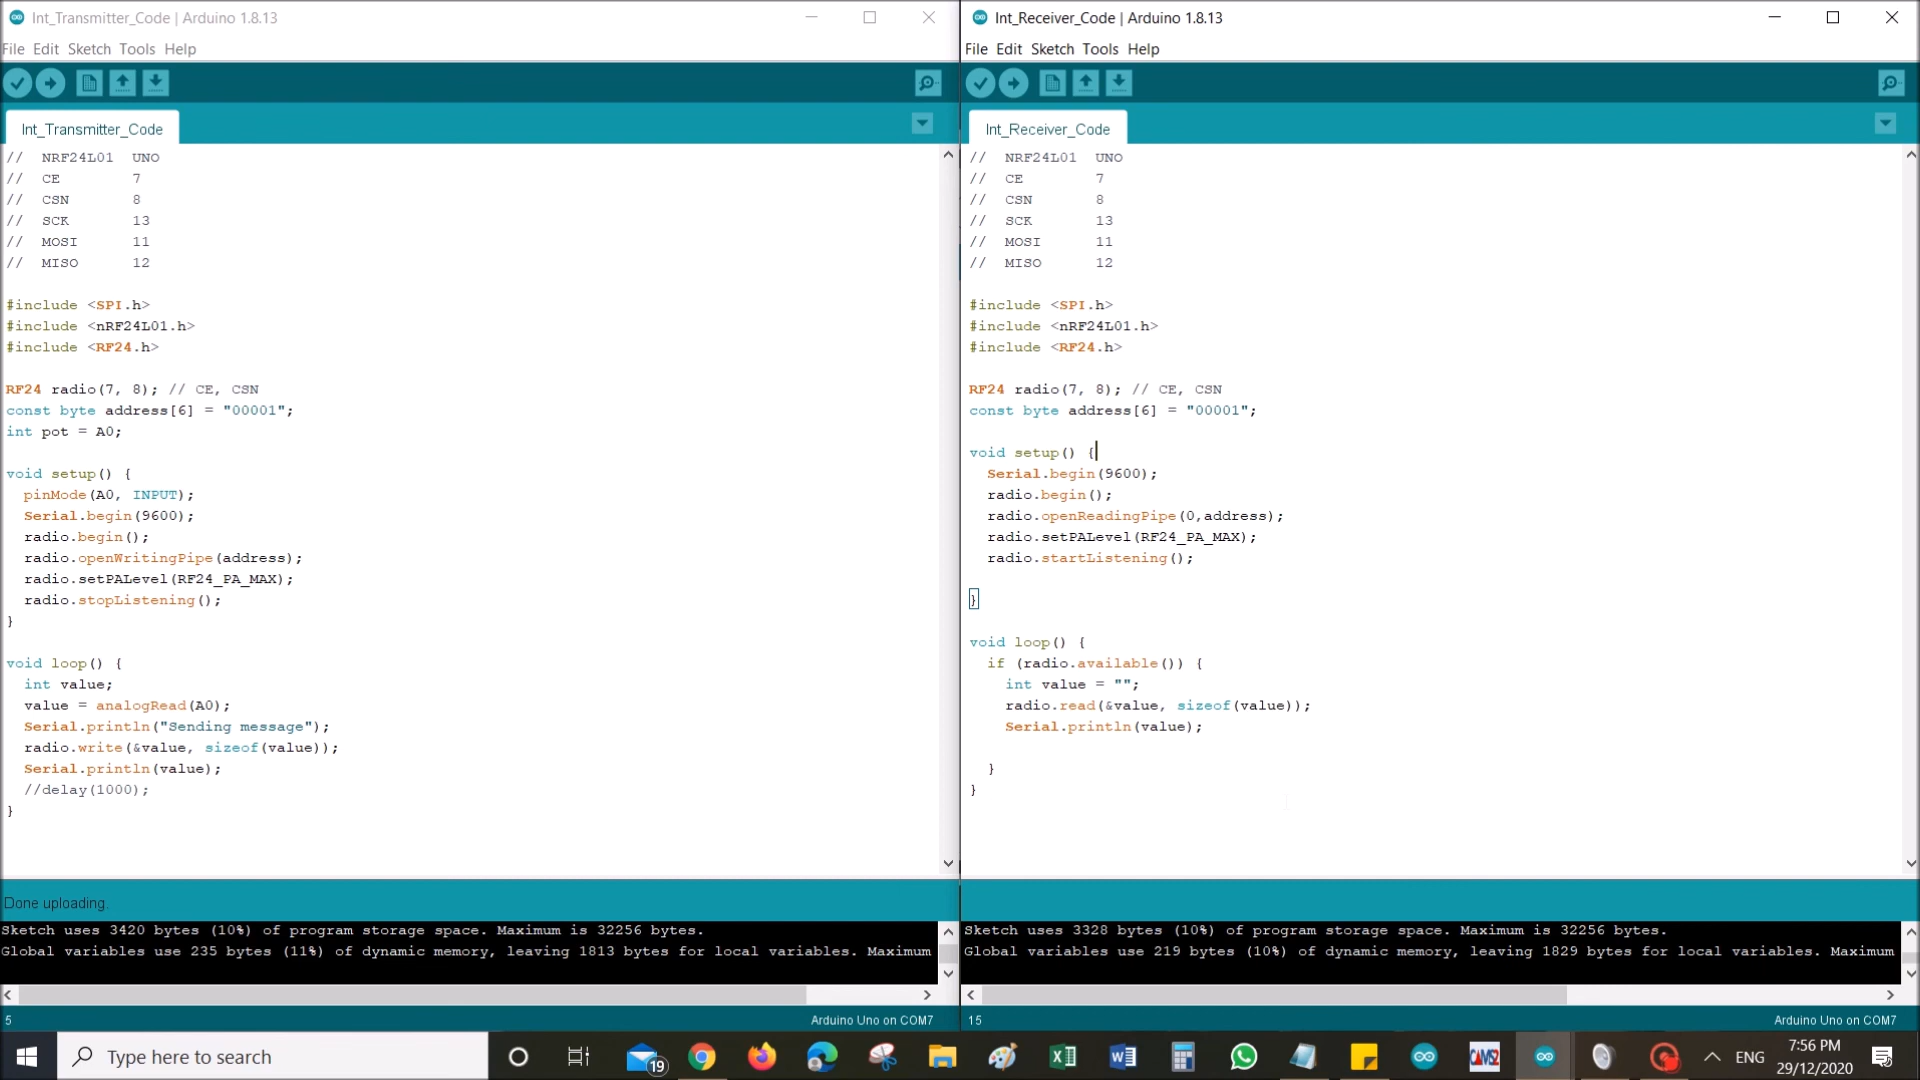 Int_Transmitter_Code | Arduino 1.8.13
File Edit Sketch Tools Help
Int_Transmitter_Code
// NRF24L01 UNO
// CE 7
// CSN 8
// SCK 13
// MOSI 11
// MISO 12
#include <SPI.h>
#include <nRF24L01.h>
#include <RF24.h>
RF24 radio(7, 8); // CE, CSN
const byte address[6] = "00001";
int pot = A0;
void setup() {
pinMode(A0, INPUT);
Serial.begin(9600);
radio.begin();
radio.openWritingPipe(address);
radio.setPALevel(RF24_PA_MAX);
radio.stopListening();
}
void loop() {
int value;
value = analogRead(A0);
Serial.println("Sending message");
radio.write(&value, sizeof(value));
Serial.println(value);
//delay(1000);
}
Done uploading.
Sketch uses 3420 bytes (10%) of program storage space. Maximum is 32256 bytes.
Global variables use 235 bytes (11%) of dynamic memory, leaving 1813 bytes for local variables. Maximum
5
Arduino Uno on COM7
Int_Receiver_Code | Arduino 1.8.13
File Edit Sketch Tools Help
Int_Receiver_Code
// NRF24L01 UNO
// CE 7
// CSN 8
// SCK 13
// MOSI 11
// MISO 12
#include <SPI.h>
#include <nRF24L01.h>
#include <RF24.h>
RF24 radio(7, 8); // CE, CSN
const byte address[6] = "00001";
void setup() {
Serial.begin(9600);
radio.begin();
radio.openReadingPipe(0,address);
radio.setPALevel(RF24_PA_MAX);
radio.startListening();
}
void loop() {
if (radio.available()) {
int value = "";
radio.read(&value, sizeof(value));
Serial.println(value);
}
}
Sketch uses 3328 bytes (10%) of program storage space. Maximum is 32256 bytes.
Global variables use 219 bytes (10%) of dynamic memory, leaving 1829 bytes for local variables. Maximum
15
Arduino Uno on COM7
Type here to search
19
CAMS2
ENG
7:56 PM
29/12/2020